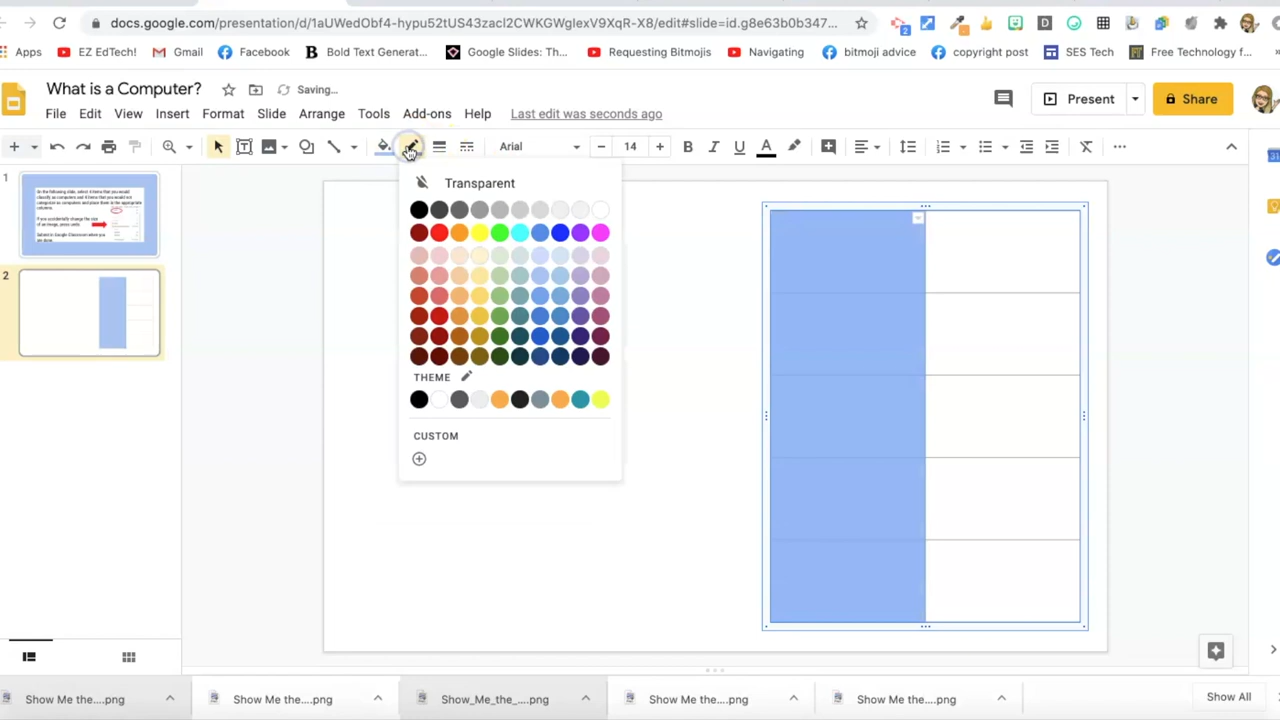 docs.google.com/presentation/d/1aUWedObf4-hypu52tUS43zacl2CWKGWglexV9XqR-X8/edit#slide=id.g8e63b0b347...
Apps EZ EdTech! Gmail Facebook Bold Text Generat... Google Slides: Th... Requesting Bitmojis Navigating bitmoji advice copyright post SES Tech Free Technology f... »
What is a Computer? Saving...
Present Share
File Edit View Insert Format Slide Arrange Tools Add-ons Help Last edit was seconds ago
Arial 14 B I U A
Transparent
1
2
THEME
CUSTOM
Show Me the....png Show Me the....png Show_Me_the_....png Show Me the....png Show Me the....png Show All